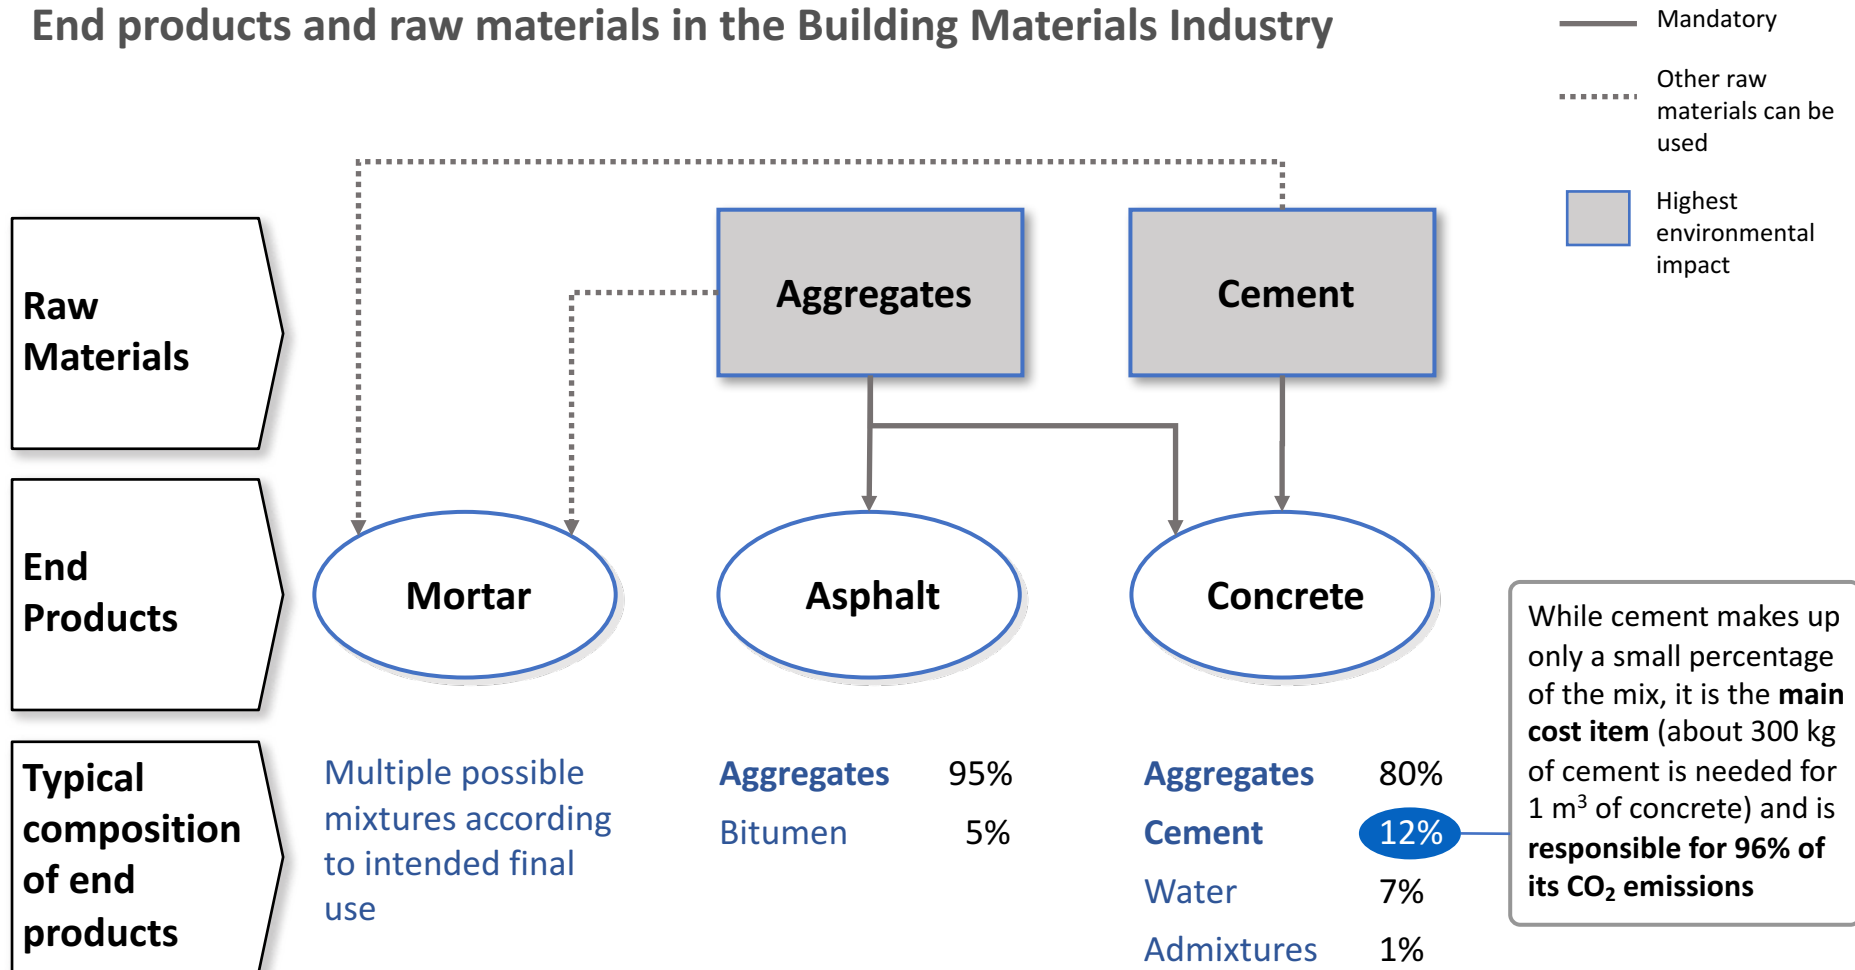 End products and raw materials in the Building Materials Industry
Mandatory
Other raw
materials can be
used
Highest
environmental
impact
Raw
Materials
Aggregates
Cement
End
Products
Mortar
Asphalt
Concrete
Typical
composition
of end
products
Multiple possible
mixtures according
to intended final
use
Aggregates 95%
Bitumen 5%
Aggregates 80%
Cement 12%
Water 7%
Admixtures 1%
While cement makes up
only a small percentage
of the mix, it is the main
cost item (about 300 kg
of cement is needed for
1 m³ of concrete) and is
responsible for 96% of
its CO₂ emissions